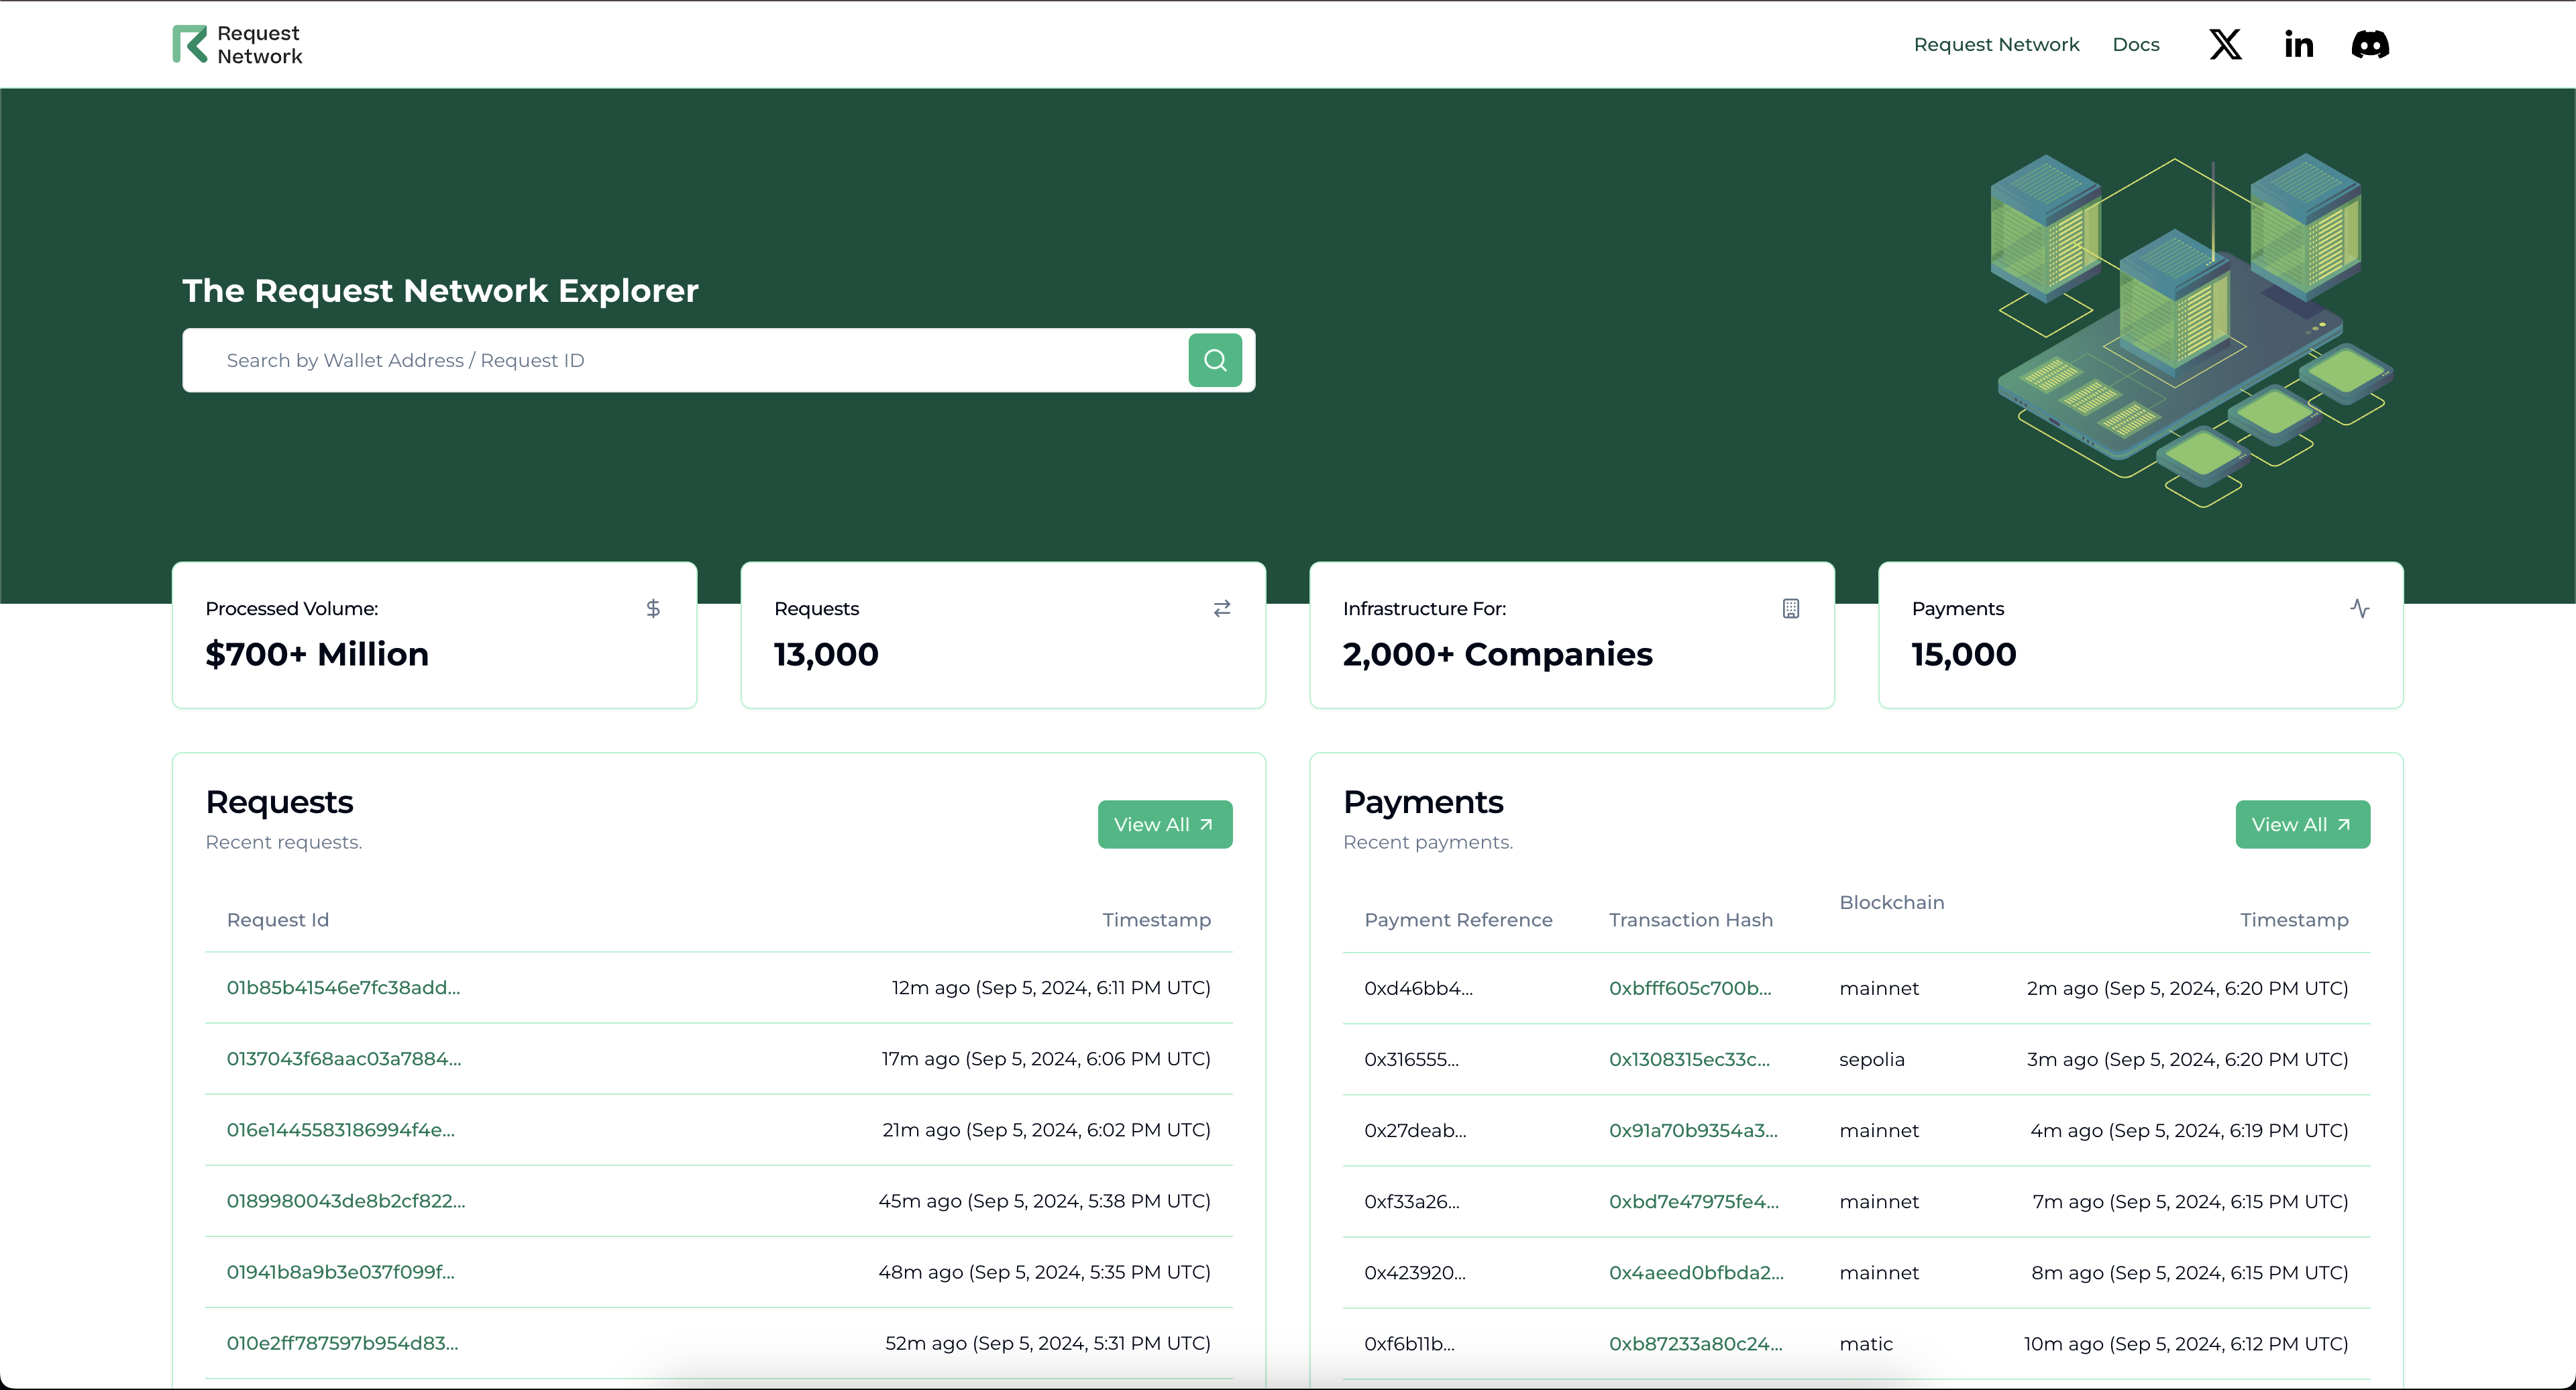 Request
Network
Request Network
Docs
The Request Network Explorer
Search by Wallet Address / Request ID
Processed Volume:
$700+ Million
Requests
13,000
Infrastructure For:
2,000+ Companies
Payments
15,000
Requests
Recent requests.
View All
Request Id Timestamp
01b85b41546e7fc38add... 12m ago (Sep 5, 2024, 6:11 PM UTC)
0137043f68aac03a7884... 17m ago (Sep 5, 2024, 6:06 PM UTC)
016e1445583186994f4e... 21m ago (Sep 5, 2024, 6:02 PM UTC)
0189980043de8b2cf822... 45m ago (Sep 5, 2024, 5:38 PM UTC)
01941b8a9b3e037f099f... 48m ago (Sep 5, 2024, 5:35 PM UTC)
010e2ff787597b954d83... 52m ago (Sep 5, 2024, 5:31 PM UTC)
Payments
Recent payments.
View All
Payment Reference Transaction Hash Blockchain Timestamp
0xd46bb4... 0xbfff605c700b... mainnet 2m ago (Sep 5, 2024, 6:20 PM UTC)
0x316555... 0x1308315ec33c... sepolia 3m ago (Sep 5, 2024, 6:20 PM UTC)
0x27deab... 0x91a70b9354a3... mainnet 4m ago (Sep 5, 2024, 6:19 PM UTC)
0xf33a26... 0xbd7e47975fe4... mainnet 7m ago (Sep 5, 2024, 6:15 PM UTC)
0x423920... 0x4aeed0bfbda2... mainnet 8m ago (Sep 5, 2024, 6:15 PM UTC)
0xf6b11b... 0xb87233a80c24... matic 10m ago (Sep 5, 2024, 6:12 PM UTC)